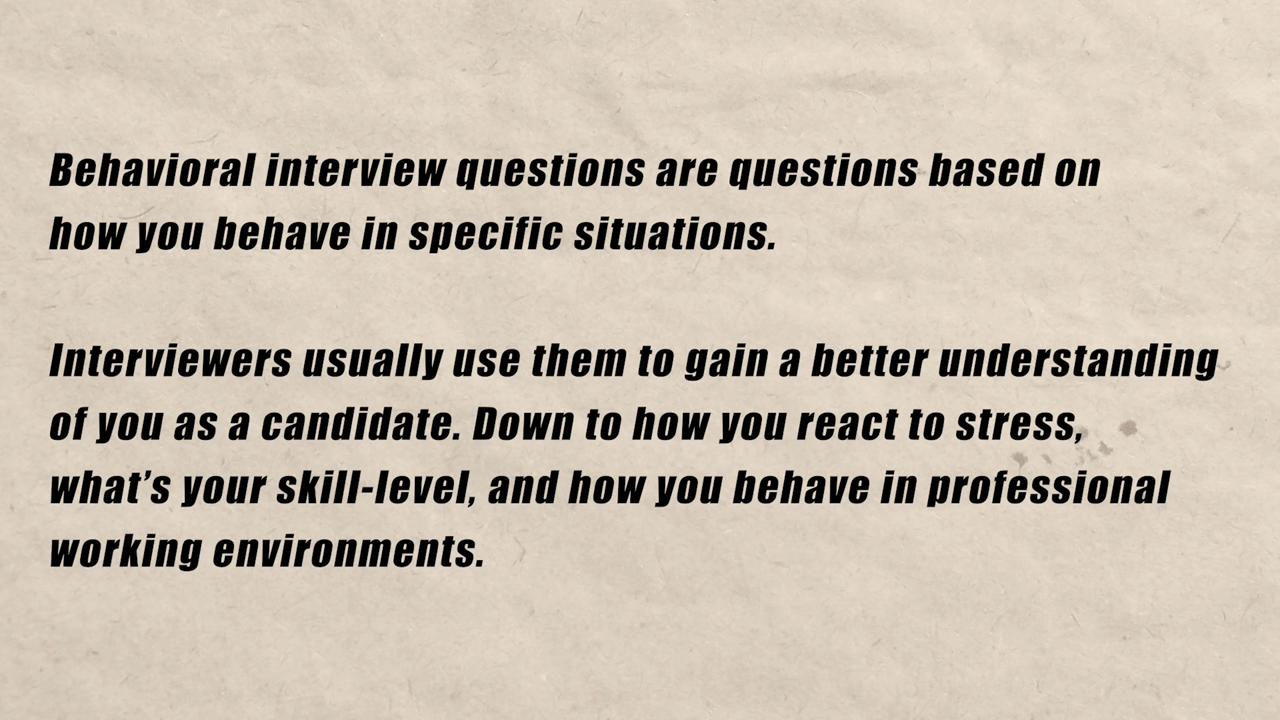 Behavioral interview questions are questions based on
how you behave in specific situations.
Interviewers usually use them to gain a better understanding
of you as a candidate. Down to how you react to stress,
what’s your skill-level, and how you behave in professional
working environments.